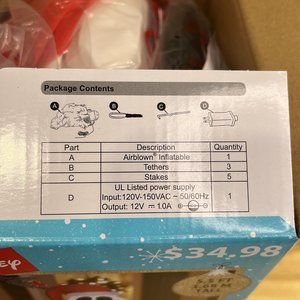 Package Contents
A B C D
Part Description Quantity
A Airblown® Inflatable 1
B Tethers 3
C Stakes 5
D UL Listed power supply 1
Input:120V-150VAC ~ 50/60Hz
Output: 12V ⎓ 1.0A
$34.98
TALL